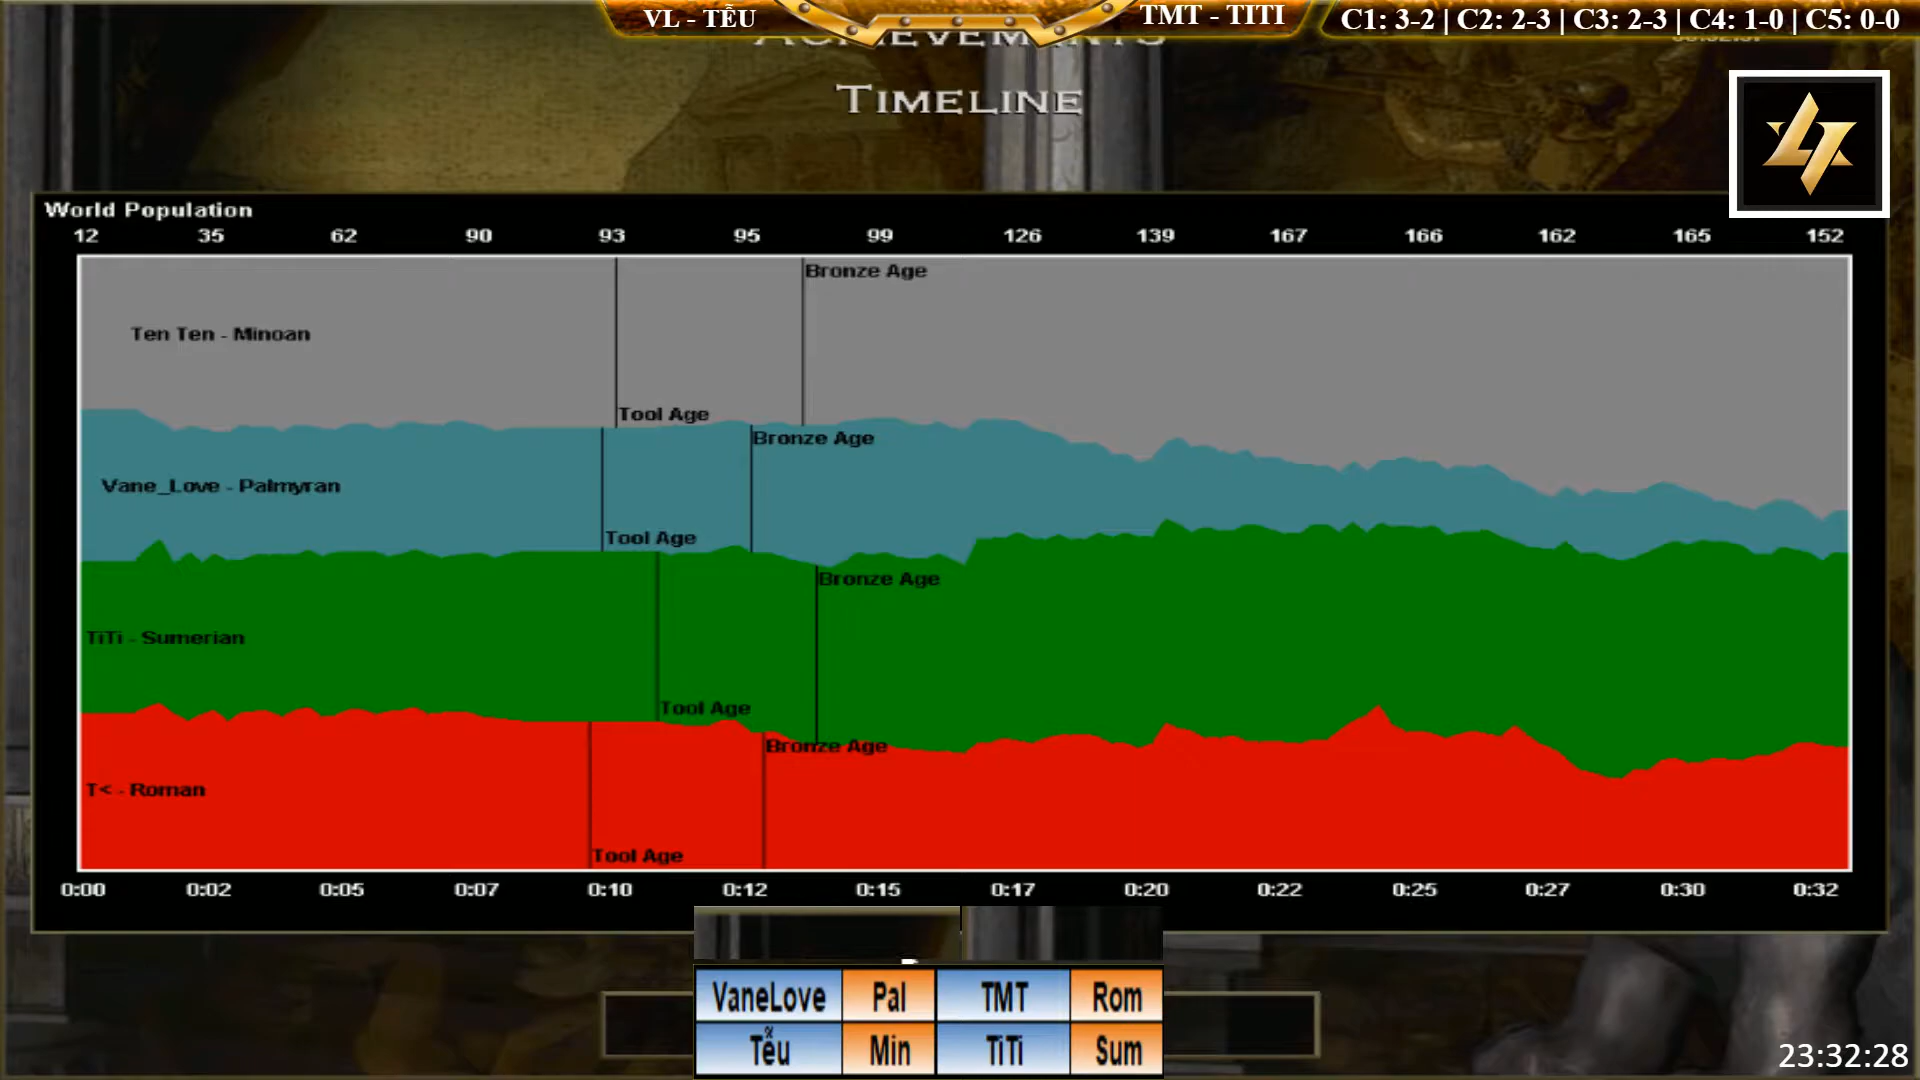 VL - TỄU
TMT - TITI
C1: 3-2 | C2: 2-3 | C3: 2-3 | C4: 1-0 | C5: 0-0
ACHIEVEMENTS
TIMELINE
World Population
12 35 62 90 93 95 99 126 139 167 166 162 165 152
Bronze Age
Ten Ten - Minoan
Tool Age
Bronze Age
Vane_Love - Palmyran
Tool Age
Bronze Age
TiTi - Sumerian
Tool Age
Bronze Age
T< - Roman
Tool Age
0:00 0:02 0:05 0:07 0:10 0:12 0:15 0:17 0:20 0:22 0:25 0:27 0:30 0:32
VaneLove Pal TMT Rom
Tễu Min TiTi Sum
23:32:28